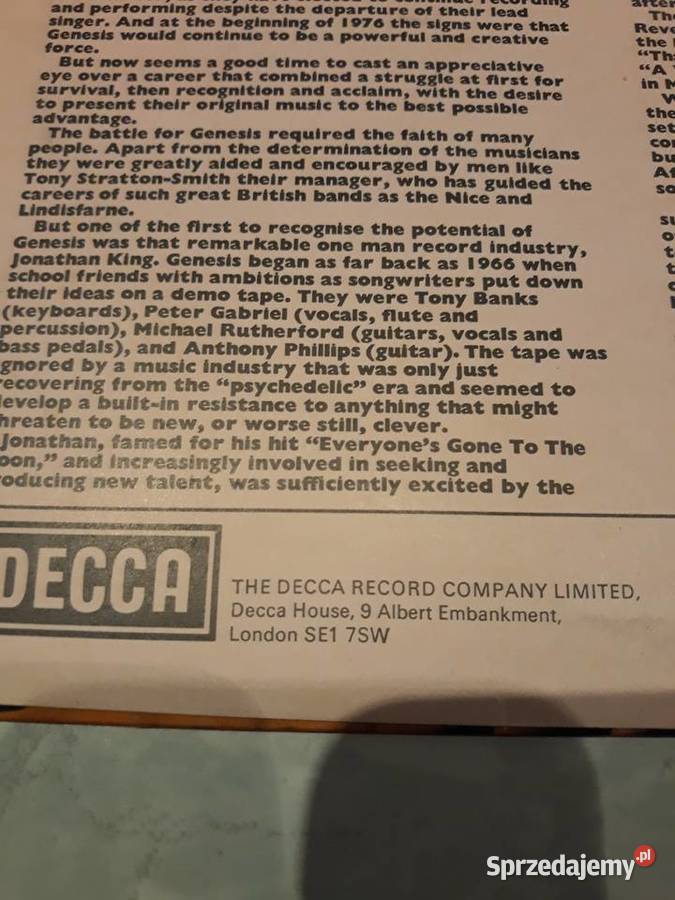 and performing despite the departure of their lead
singer. And at the beginning of 1976 the signs were that
Genesis would continue to be a powerful and creative
force.
But now seems a good time to cast an appreciative
eye over a career that combined a struggle at first for
survival, then recognition and acclaim, with the desire
to present their original music to the best possible
advantage.
The battle for Genesis required the faith of many
people. Apart from the determination of the musicians
they were greatly aided and encouraged by men like
Tony Stratton-Smith their manager, who has guided the
careers of such great British bands as the Nice and
Lindisfarne.
But one of the first to recognise the potential of
Genesis was that remarkable one man record industry,
Jonathan King. Genesis began as far back as 1966 when
school friends with ambitions as songwriters put down
their ideas on a demo tape. They were Tony Banks
(keyboards), Peter Gabriel (vocals, flute and
percussion), Michael Rutherford (guitars, vocals and
bass pedals), and Anthony Phillips (guitar). The tape was
gnored by a music industry that was only just
recovering from the "psychedelic" era and seemed to
develop a built-in resistance to anything that might
hreaten to be new, or worse still, clever.
Jonathan, famed for his hit "Everyone's Gone To The
oon," and increasingly involved in seeking and
roducing new talent, was sufficiently excited by the
DECCA
THE DECCA RECORD COMPANY LIMITED,
Decca House, 9 Albert Embankment,
London SE1 7SW
Sprzedajemy.pl